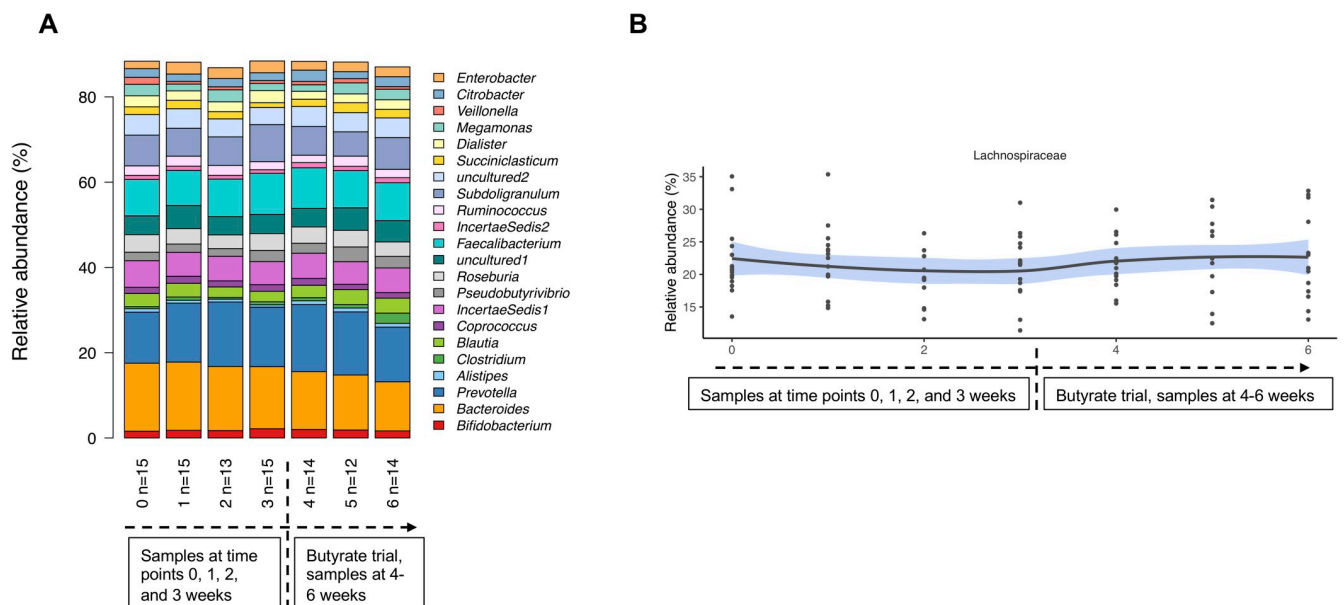 A
Relative abundance (%)
80
60
40
20
0
Enterobacter
Citrobacter
Veillonella
Megamonas
Dialister
Succiniclasticum
uncultured2
Subdoligranulum
Ruminococcus
IncertaeSedis2
Faecalibacterium
uncultured1
Roseburia
Pseudobutyrivibrio
IncertaeSedis1
Coprococcus
Blautia
Clostridium
Alistipes
Prevotella
Bacteroides
Bifidobacterium
0 n=15
1 n=15
2 n=13
3 n=15
4 n=14
5 n=12
6 n=14
Samples at time
points 0, 1, 2,
and 3 weeks
Butyrate trial,
samples at 4-
6 weeks
B
Lachnospiraceae
Relative abundance (%)
35
30
25
20
15
0
2
4
6
Samples at time points 0, 1, 2, and 3 weeks
Butyrate trial, samples at 4-6 weeks